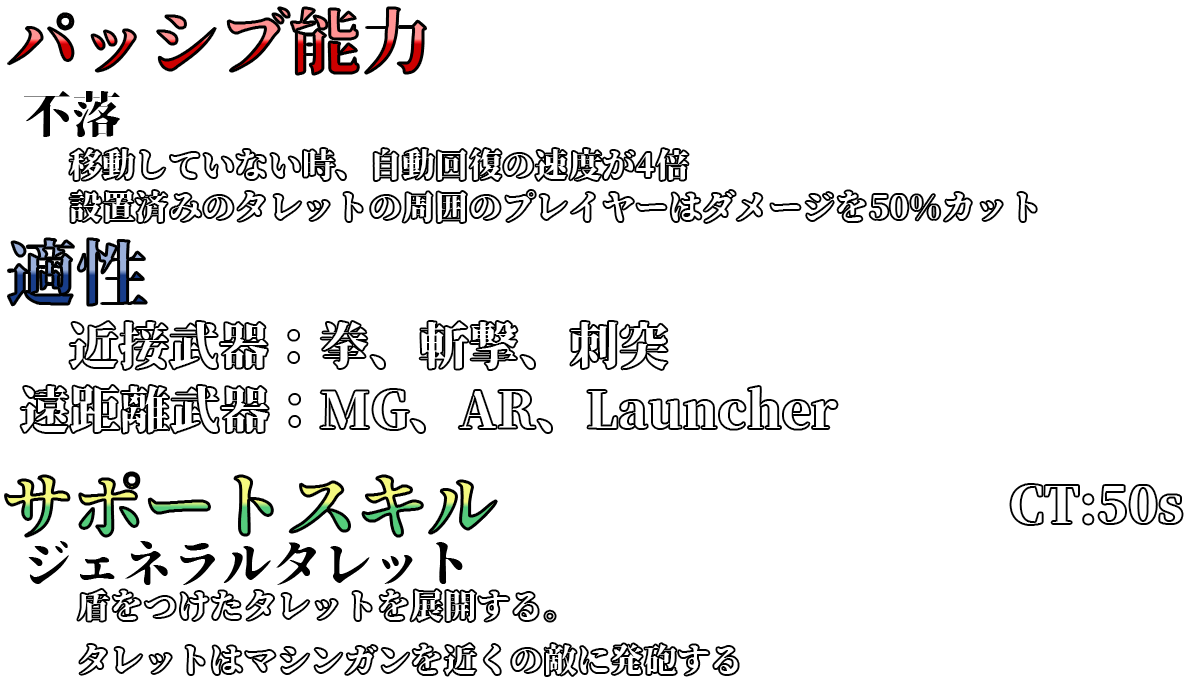 パッシブ能力
不落
移動していない時、自動回復の速度が4倍
設置済みのタレットの周囲のプレイヤーはダメージを50%カット
適性
近接武器：拳、斬撃、刺突
遠距離武器：MG、AR、Launcher
サポートスキル CT:50s
ジェネラルタレット
盾をつけたタレットを展開する。
タレットはマシンガンを近くの敵に発砲する